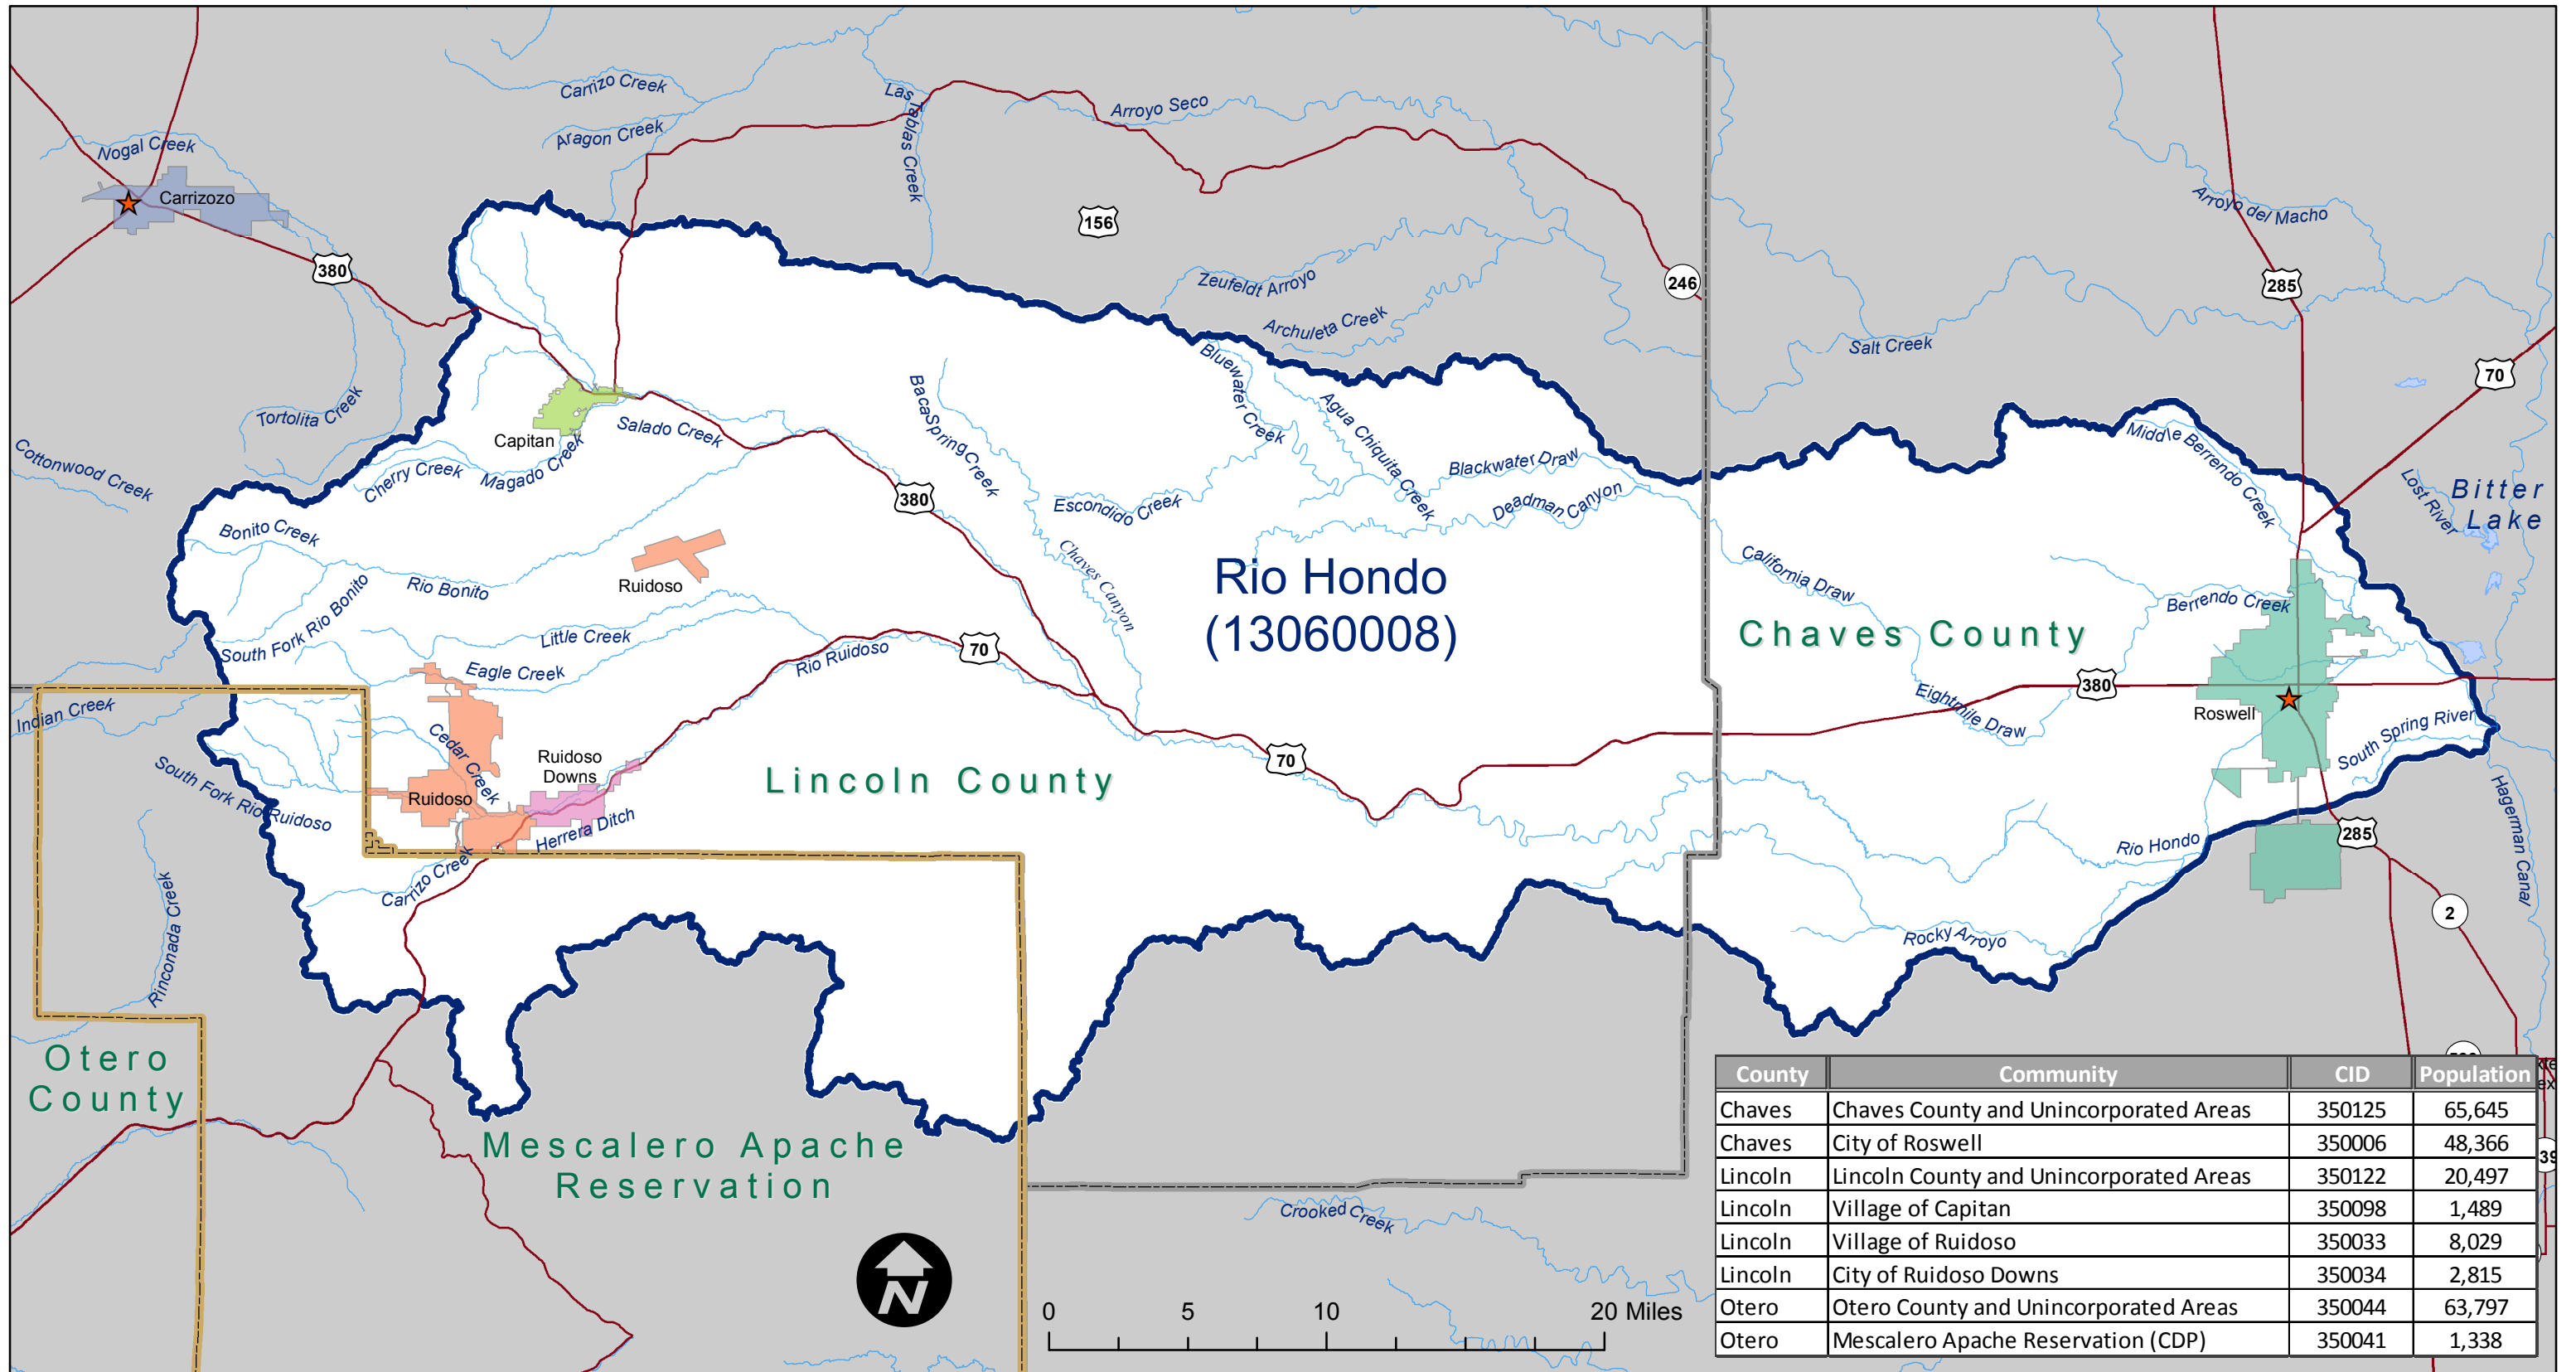 Carrizo Creek
Las Tablas Creek
Arroyo Seco
Aragon Creek
Nogal Creek
Carrizozo
156
Arroyo del Macho
380
Zeufeldt Arroyo
246
285
Archuleta Creek
Salt Creek
Bluewater Creek
70
Tortolita Creek
Baca Spring Creek
Agua Chiquita Creek
Capitan
Salado Creek
Middle Berrendo Creek
Cottonwood Creek
Cherry Creek
Magado Creek
Blackwater Draw
Lost River
Bitter
Lake
380
Escondido Creek
Deadman Canyon
Bonito Creek
Chaves Canyon
Rio Hondo
(13060008)
California Draw
Rio Bonito
Ruidoso
South Fork Rio Bonito
Berrendo Creek
Little Creek
Chaves County
Eagle Creek
Rio Ruidoso
70
380
Indian Creek
Eightmile Draw
Roswell
South Spring River
Cedar Creek
Ruidoso
Downs
70
Lincoln County
South Fork Rio Ruidoso
Ruidoso
Herrera Ditch
Hagerman Canal
285
Rio Hondo
Carrizo Creek
Rinconada Creek
2
Rocky Arroyo
Otero
County
Mescalero Apache
Reservation
Crooked Creek
N
0 5 10 20 Miles
County Community CID Population
Chaves Chaves County and Unincorporated Areas 350125 65,645
Chaves City of Roswell 350006 48,366
Lincoln Lincoln County and Unincorporated Areas 350122 20,497
Lincoln Village of Capitan 350098 1,489
Lincoln Village of Ruidoso 350033 8,029
Lincoln City of Ruidoso Downs 350034 2,815
Otero Otero County and Unincorporated Areas 350044 63,797
Otero Mescalero Apache Reservation (CDP) 350041 1,338